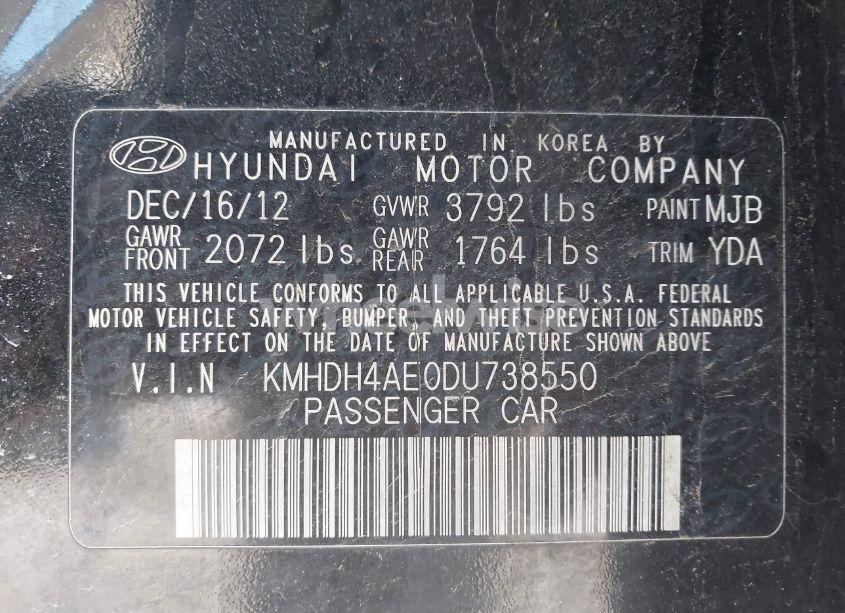 MANUFACTURED IN KOREA BY
HYUNDAI MOTOR COMPANY
DEC/16/12 GVWR 3792 lbs PAINT MJB
GAWR FRONT 2072 lbs. GAWR REAR 1764 lbs TRIM YDA
THIS VEHICLE CONFORMS TO ALL APPLICABLE U.S.A. FEDERAL
MOTOR VEHICLE SAFETY, BUMPER, AND THEFT PREVENTION STANDARDS
IN EFFECT ON THE DATE OF MANUFACTURE SHOWN ABOVE
V.I.N KMHDH4AE0DU738550
PASSENGER CAR